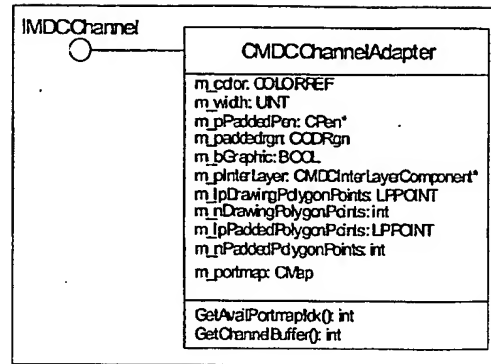 IMDCChannel
CMDCChannelAdapter
m_color: COLORREF
m_width: UINT
m_pPaddedPen: CPen*
m_paddedrgn: CODRgn
m_bGraphic: BOOL
m_pInterLayer: CMDCInterLayerComponent*
m_lpDrawingPolygonPoints: LPPOINT
m_nDrawingPolygonPoints: int
m_lpPaddedPolygonPoints: LPPOINT
m_nPaddedPolygonPoints: int
m_portmap: CMap
GetAvailPortmapIdx(): int
GetChannelBuffer(): int